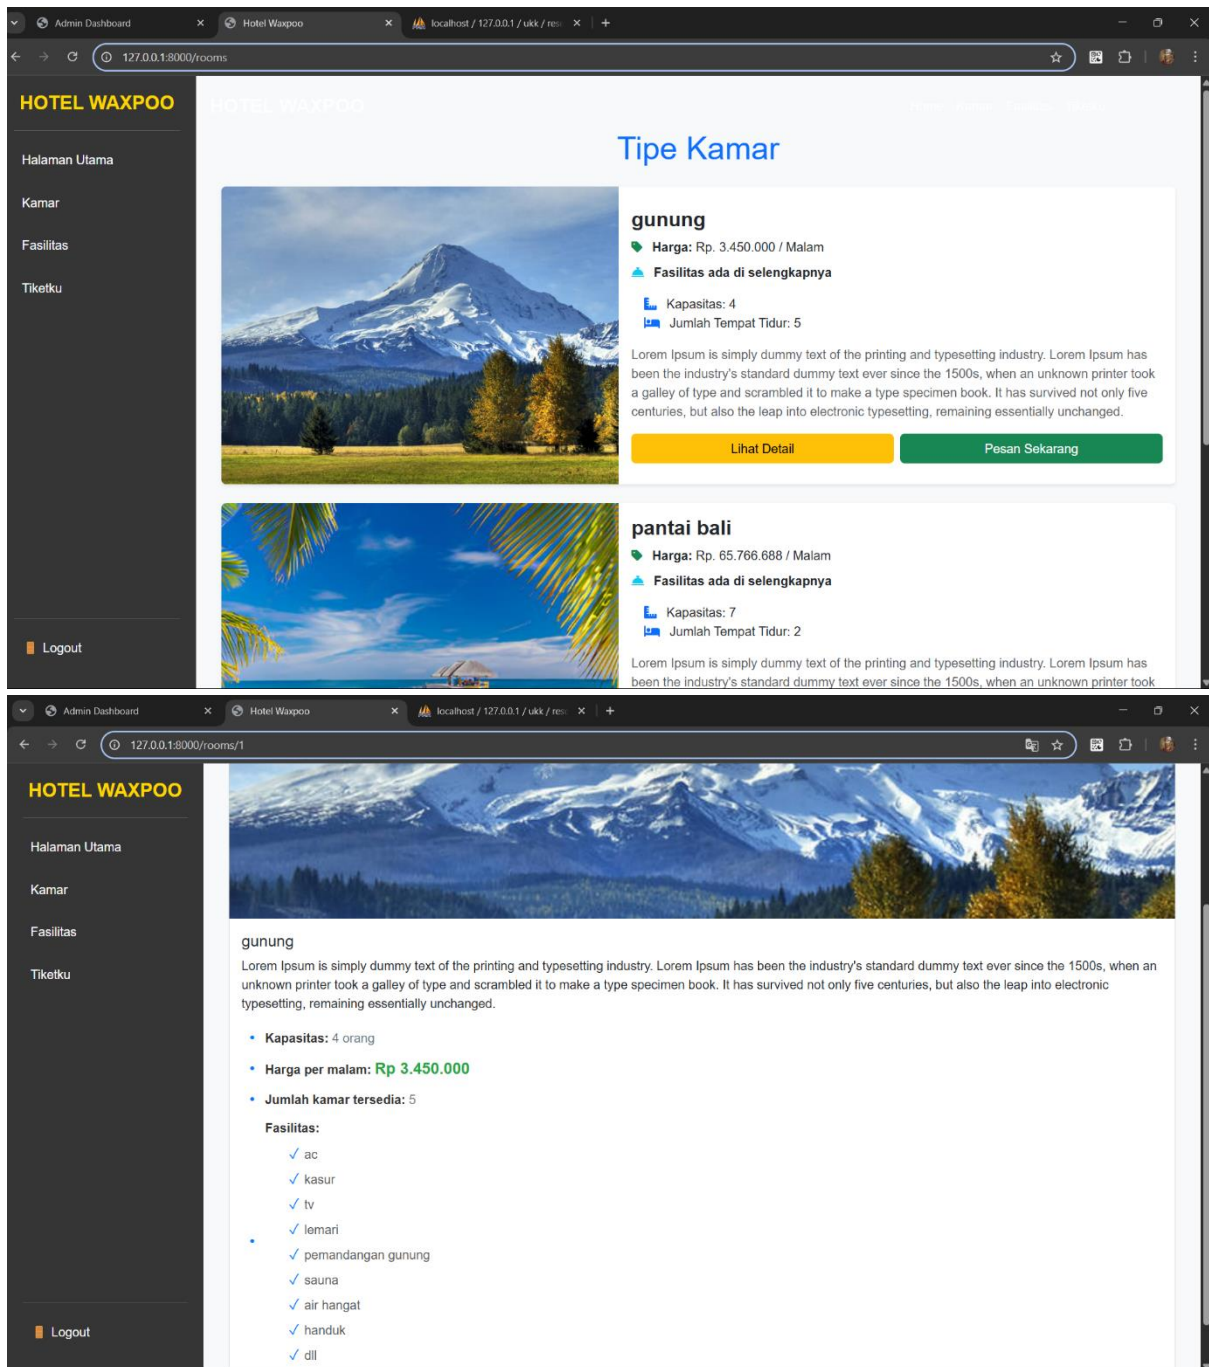 Admin Dashboard
Hotel Waxpoo
localhost / 127.0.0.1 / ukk / res
127.0.0.1:8000/rooms
HOTEL WAXPOO
HOTEL WAXPOO
Halaman Utama
Kamar
Fasilitas
Tiketku
Logout
Tipe Kamar
gunung
Harga: Rp. 3.450.000 / Malam
Fasilitas ada di selengkapnya
Kapasitas: 4
Jumlah Tempat Tidur: 5
Lorem Ipsum is simply dummy text of the printing and typesetting industry. Lorem Ipsum has
been the industry's standard dummy text ever since the 1500s, when an unknown printer took
a galley of type and scrambled it to make a type specimen book. It has survived not only five
centuries, but also the leap into electronic typesetting, remaining essentially unchanged.
Lihat Detail
Pesan Sekarang
pantai bali
Harga: Rp. 65.766.688 / Malam
Fasilitas ada di selengkapnya
Kapasitas: 7
Jumlah Tempat Tidur: 2
Lorem Ipsum is simply dummy text of the printing and typesetting industry. Lorem Ipsum has
been the industry's standard dummy text ever since the 1500s, when an unknown printer took
Admin Dashboard
Hotel Waxpoo
localhost / 127.0.0.1 / ukk / res
127.0.0.1:8000/rooms/1
HOTEL WAXPOO
Halaman Utama
Kamar
Fasilitas
Tiketku
Logout
gunung
Lorem Ipsum is simply dummy text of the printing and typesetting industry. Lorem Ipsum has been the industry's standard dummy text ever since the 1500s, when an
unknown printer took a galley of type and scrambled it to make a type specimen book. It has survived not only five centuries, but also the leap into electronic
typesetting, remaining essentially unchanged.
• Kapasitas: 4 orang
• Harga per malam: Rp 3.450.000
• Jumlah kamar tersedia: 5
Fasilitas:
✓ ac
✓ kasur
✓ tv
✓ lemari
✓ pemandangan gunung
✓ sauna
✓ air hangat
✓ handuk
✓ dll